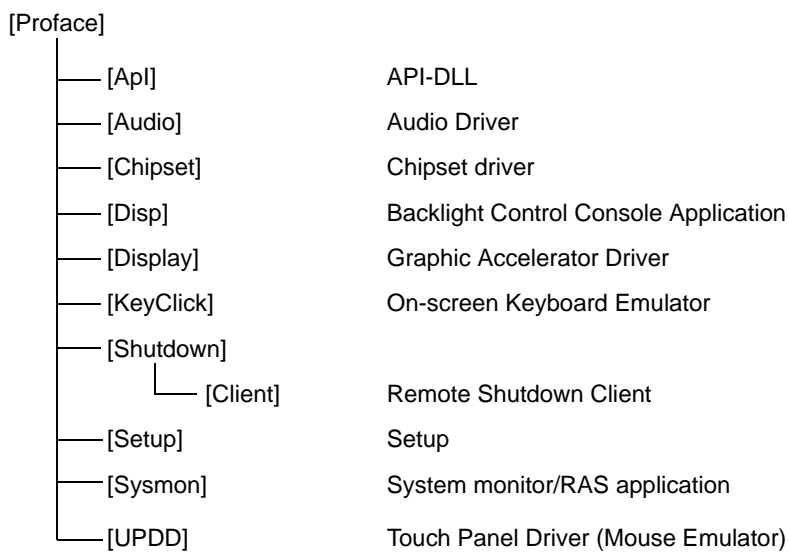 [Proface]
[ApI] API-DLL
[Audio] Audio Driver
[Chipset] Chipset driver
[Disp] Backlight Control Console Application
[Display] Graphic Accelerator Driver
[KeyClick] On-screen Keyboard Emulator
[Shutdown]
[Client] Remote Shutdown Client
[Setup] Setup
[Sysmon] System monitor/RAS application
[UPDD] Touch Panel Driver (Mouse Emulator)